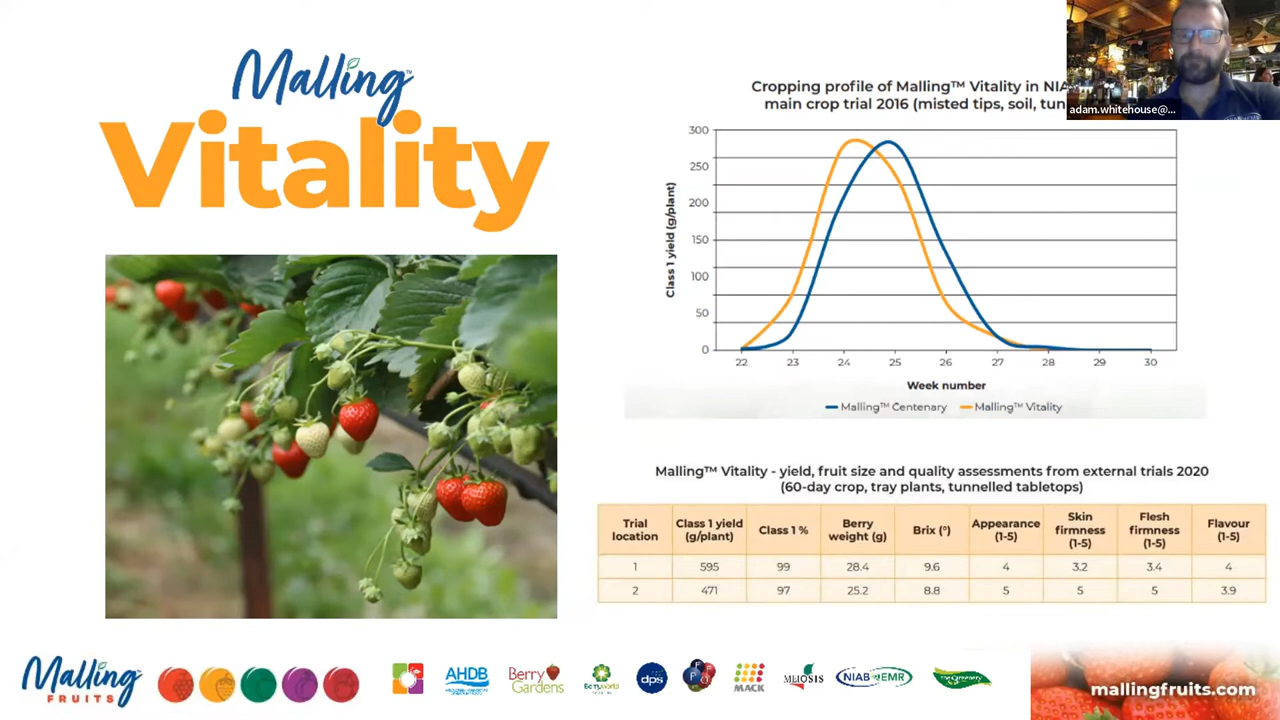 Malling™
Vitality
Cropping profile of Malling™ Vitality in
main crop trial 2016 (misted tips, soil,
adam.whitehouse@...
Class 1 yield (g/plant)
300
250
200
150
100
50
0
22 23 24 25 26 27 28 29 30
Week number
Malling™ Centenary Malling™ Vitality
Malling™ Vitality - yield, fruit size and quality assessments from external trials 2020
(60-day crop, tray plants, tunnelled tabletops)
Trial location Class 1 yield (g/plant) Class 1 % Berry weight (g) Brix (°) Appearance (1-5) Skin firmness (1-5) Flesh firmness (1-5) Flavour (1-5)
1 595 99 28.4 9.6 4 3.2 3.4 4
2 471 97 25.2 8.8 5 5 5 3.9
Malling™
FRUITS
AHDB
Berry
Gardens
BerryWorld
dps
MACK
MEIOSIS
NIAB EMR
the Greenery
mallingfruits.com